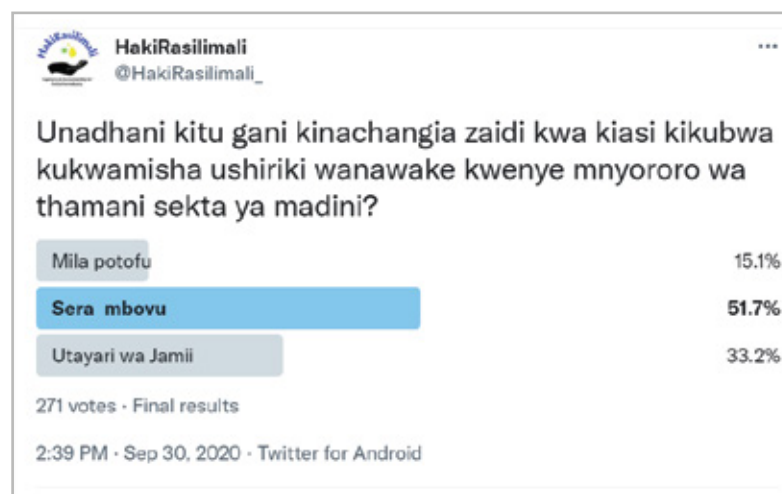 HakiRasilimali
HakiRasilimali
@HakiRasilimali_
Unadhani kitu gani kinachangia zaidi kwa kiasi kikubwa
kukwamisha ushiriki wanawake kwenye mnyororo wa
thamani sekta ya madini?
Mila potofu 15.1%
Sera mbovu 51.7%
Utayari wa Jamii 33.2%
271 votes · Final results
2:39 PM · Sep 30, 2020 · Twitter for Android